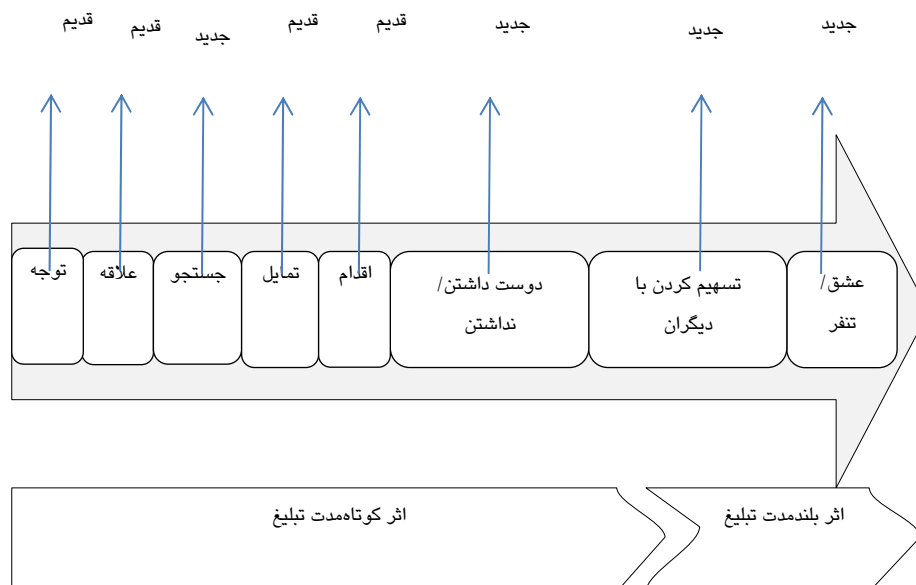 قدیم
قدیم
جدید
قدیم
قدیم
جدید
جدید
جدید
توجه
علاقه
جستجو
تمایل
اقدام
دوست داشتن/
نداشتن
تسهیم کردن با
دیگران
عشق/
تنفر
اثر کوتاه‌مدت تبلیغ
اثر بلندمدت تبلیغ